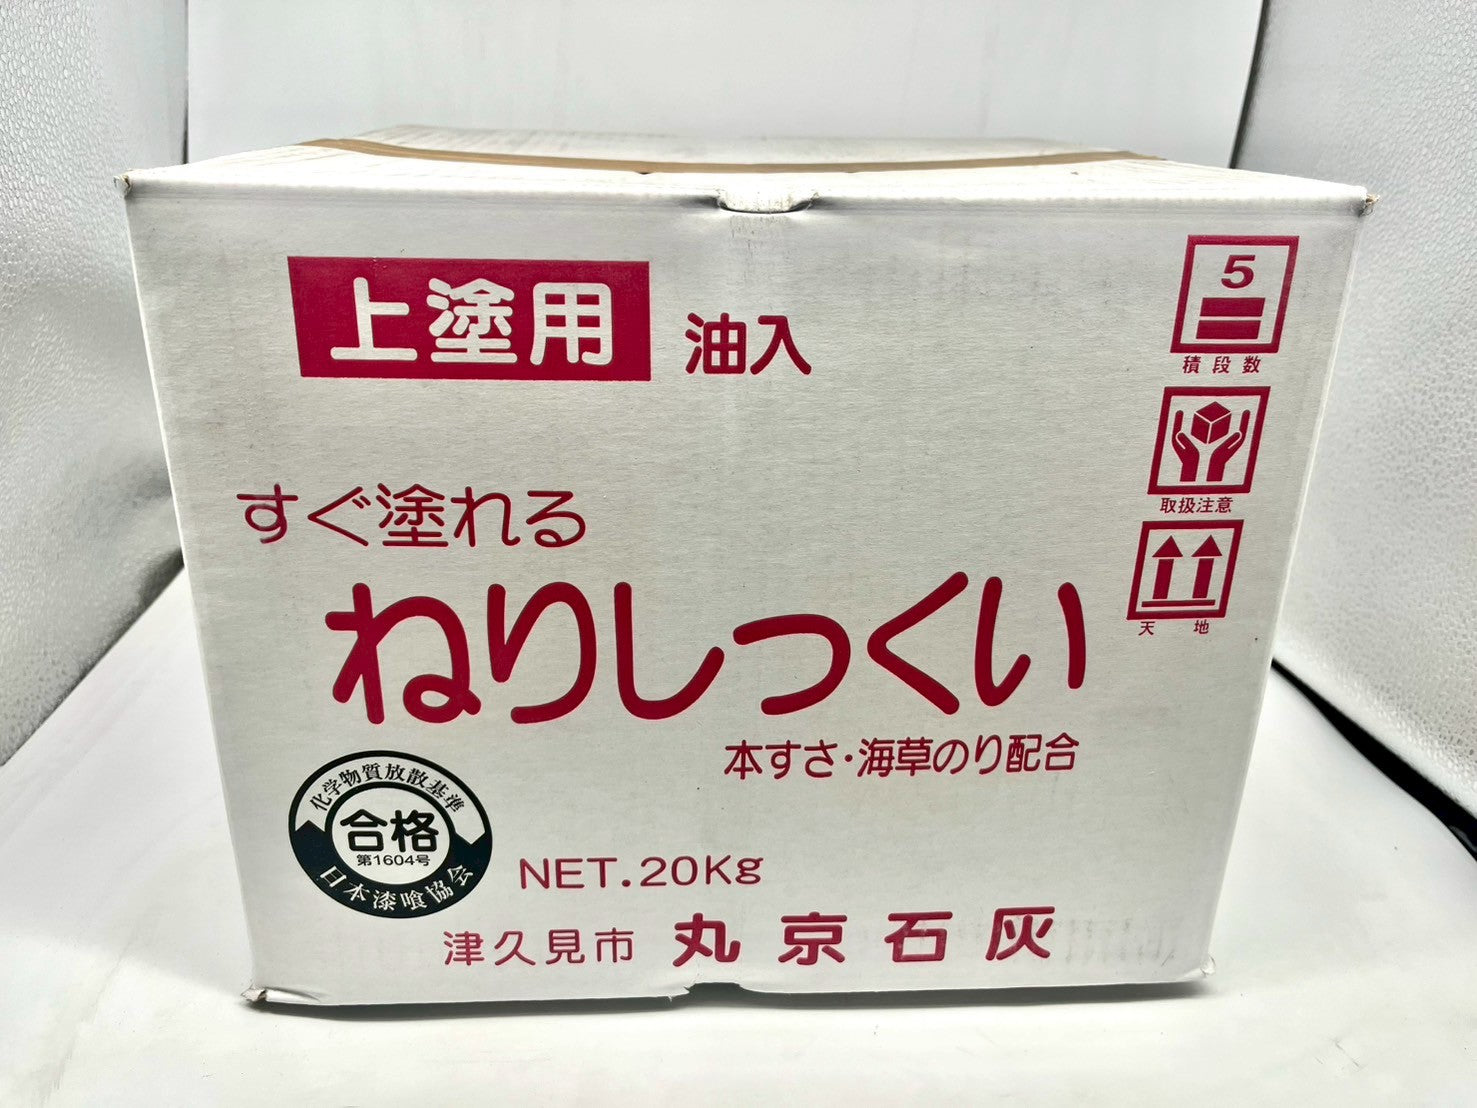 上塗用 油入
5
積段数
取扱注意
天地
すぐ塗れる
ねりしっくい
本すさ・海草のり配合
化学物質放散基準
合格
第1604号
日本漆喰協会
NET.20Kg
津久見市 丸京石灰